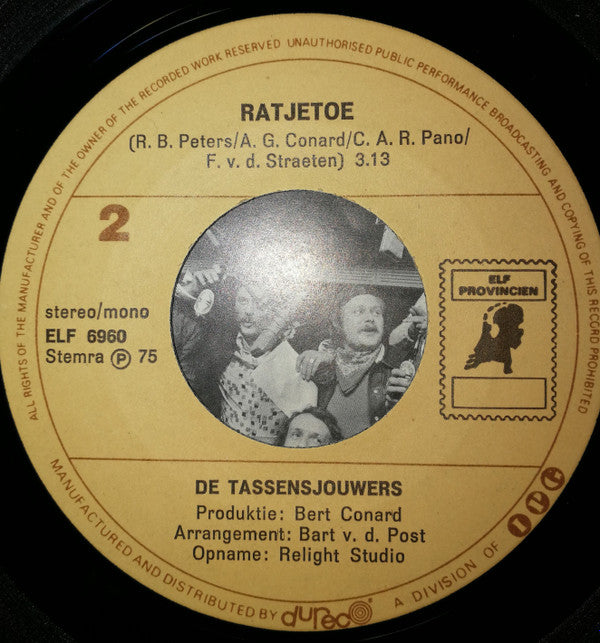 ALL RIGHTS OF THE MANUFACTURER AND OF THE OWNER OF THE RECORDED WORK RESERVED UNAUTHORISED PUBLIC PERFORMANCE BROADCASTING AND COPYING OF THIS RECORD PROHIBITED
RATJETOE
(R. B. Peters/A. G. Conard/C. A. R. Pano/
F. v. d. Straeten) 3.13
2
stereo/mono
ELF 6960
Stemra Ⓟ 75
ELF
PROVINCIEN
DE TASSENSJOUWERS
Produktie: Bert Conard
Arrangement: Bart v. d. Post
Opname: Relight Studio
MANUFACTURED AND DISTRIBUTED BY dureco A DIVISION OF